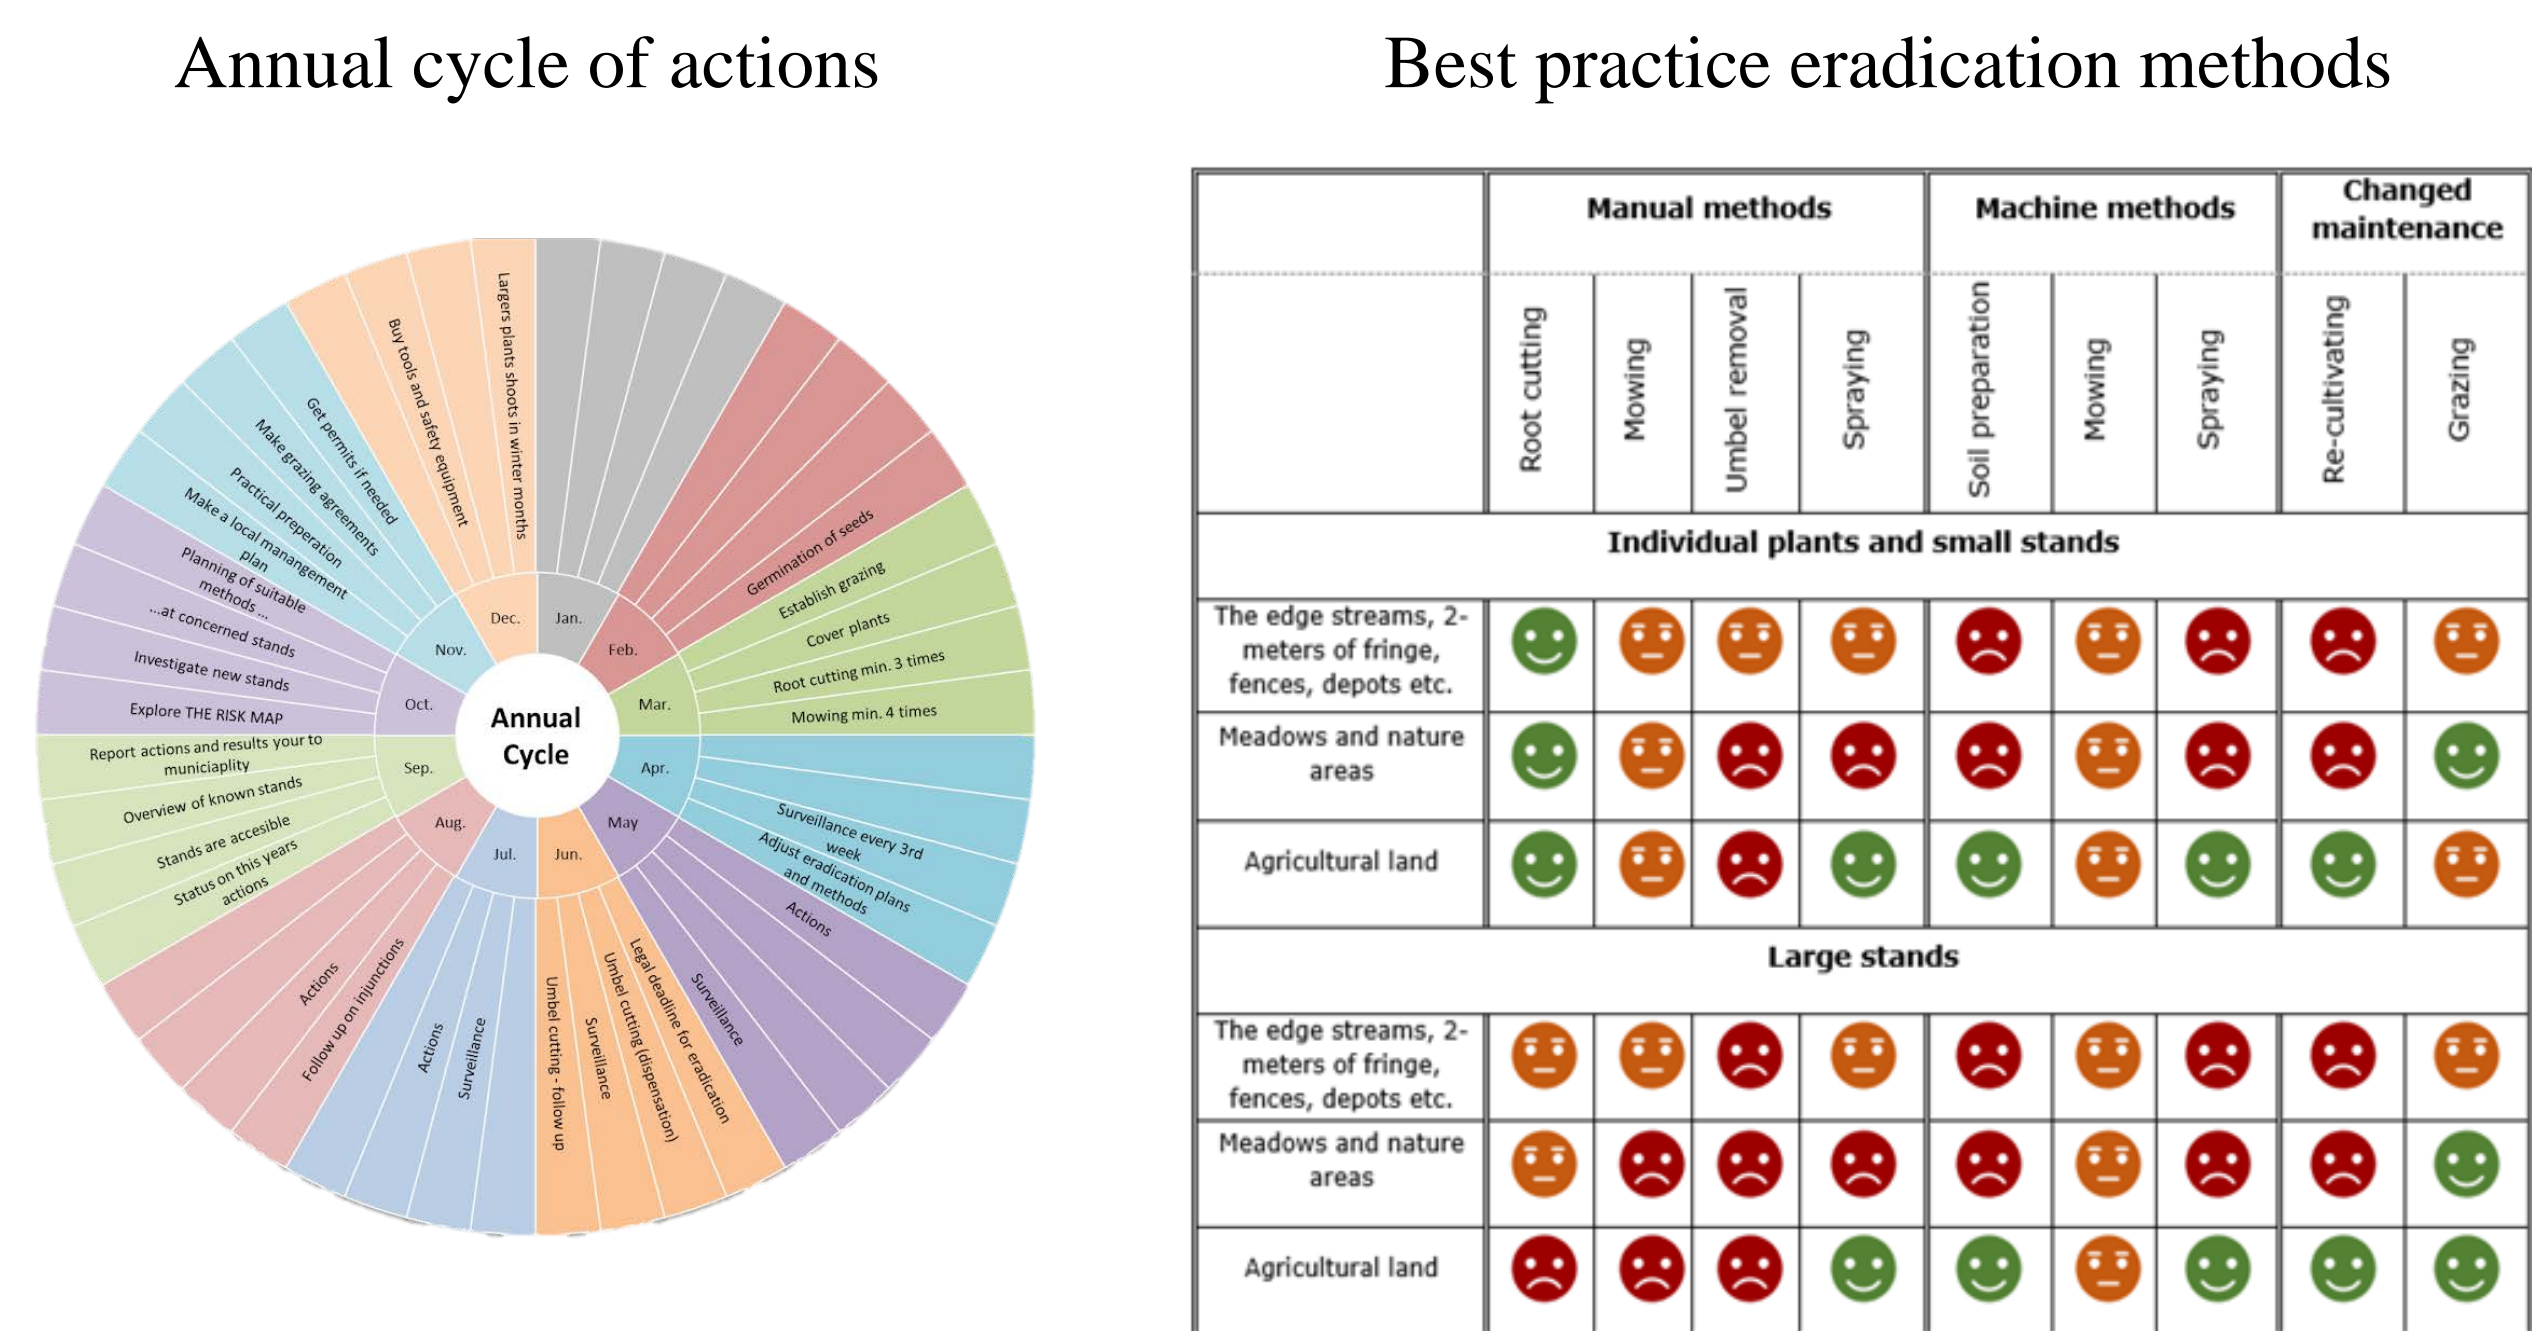 Annual cycle of actions
Best practice eradication methods
Annual
Cycle
Jan.
Feb.
Germination of seeds
Mar.
Establish grazing
Cover plants
Root cutting min. 3 times
Mowing min. 4 times
Apr.
Surveillance every 3rd
week
Adjust eradication plans
and methods
May
Actions
Surveillance
Jun.
Legal deadline for eradication
Umbel cutting (dispensation)
Surveillance
Umbel cutting - follow up
Jul.
Surveillance
Actions
Aug.
Follow up on injunctions
Actions
Sep.
Status on this years
actions
Stands are accesible
Overview of known stands
Report actions and results your to
municiaplity
Oct.
Explore THE RISK MAP
Investigate new stands
...at concerned stands
Planning of suitable
methods ...
Nov.
Make a local manangement
plan
Practical preperation
Make grazing agreements
Get permits if needed
Dec.
Buy tools and safety equipment
Largers plants shoots in winter months
Manual methods
Machine methods
Changed
maintenance
Root cutting
Mowing
Umbel removal
Spraying
Soil preparation
Mowing
Spraying
Re-cultivating
Grazing
Individual plants and small stands
The edge streams, 2-
meters of fringe,
fences, depots etc.
Meadows and nature
areas
Agricultural land
Large stands
The edge streams, 2-
meters of fringe,
fences, depots etc.
Meadows and nature
areas
Agricultural land